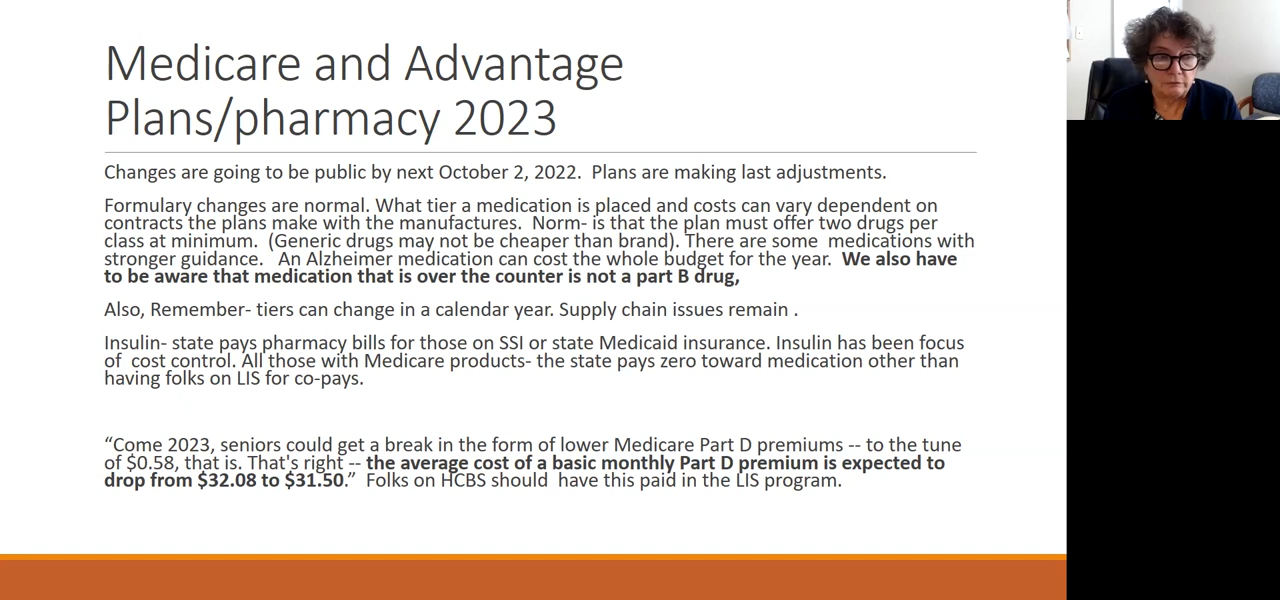 Medicare and Advantage
Plans/pharmacy 2023
Changes are going to be public by next October 2, 2022.  Plans are making last adjustments.
Formulary changes are normal. What tier a medication is placed and costs can vary dependent on
contracts the plans make with the manufactures.  Norm- is that the plan must offer two drugs per
class at minimum.  (Generic drugs may not be cheaper than brand). There are some  medications with
stronger guidance.   An Alzheimer medication can cost the whole budget for the year.  We also have
to be aware that medication that is over the counter is not a part B drug,
Also, Remember- tiers can change in a calendar year. Supply chain issues remain .
Insulin- state pays pharmacy bills for those on SSI or state Medicaid insurance. Insulin has been focus
of  cost control. All those with Medicare products- the state pays zero toward medication other than
having folks on LIS for co-pays.
“Come 2023, seniors could get a break in the form of lower Medicare Part D premiums -- to the tune
of $0.58, that is. That's right -- the average cost of a basic monthly Part D premium is expected to
drop from $32.08 to $31.50.”  Folks on HCBS should  have this paid in the LIS program.